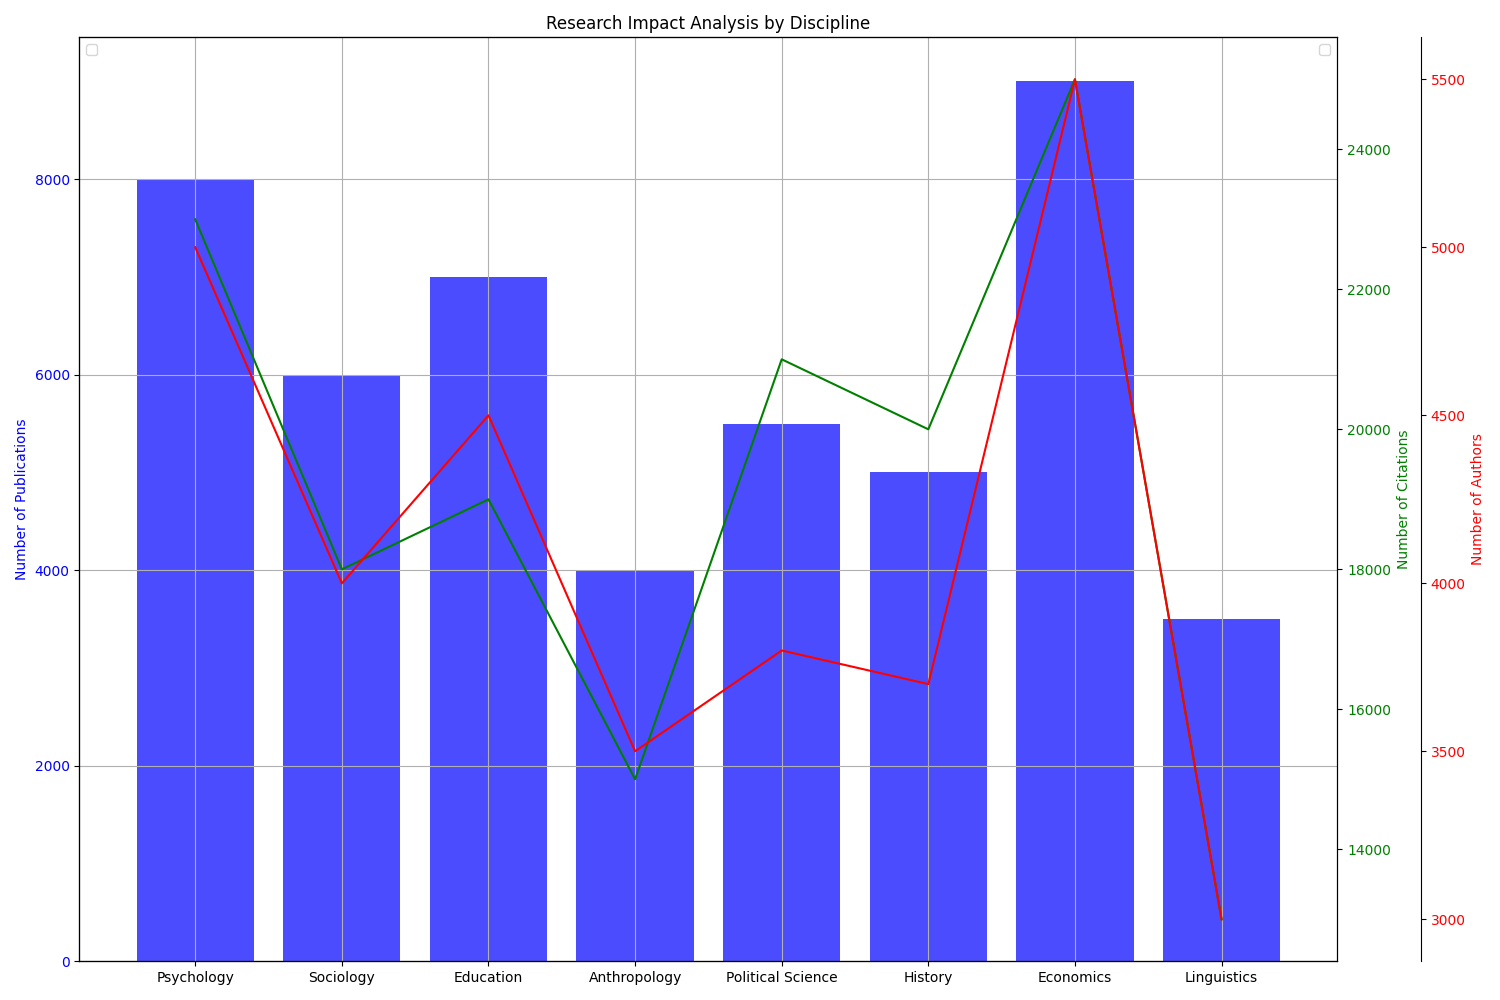 Research Impact Analysis by Discipline
Number of Publications
8000
6000
4000
2000
0
Psychology
Sociology
Education
Anthropology
Political Science
History
Economics
Linguistics
24000
22000
20000
18000
16000
14000
Number of Citations
5500
5000
4500
4000
3500
3000
Number of Authors